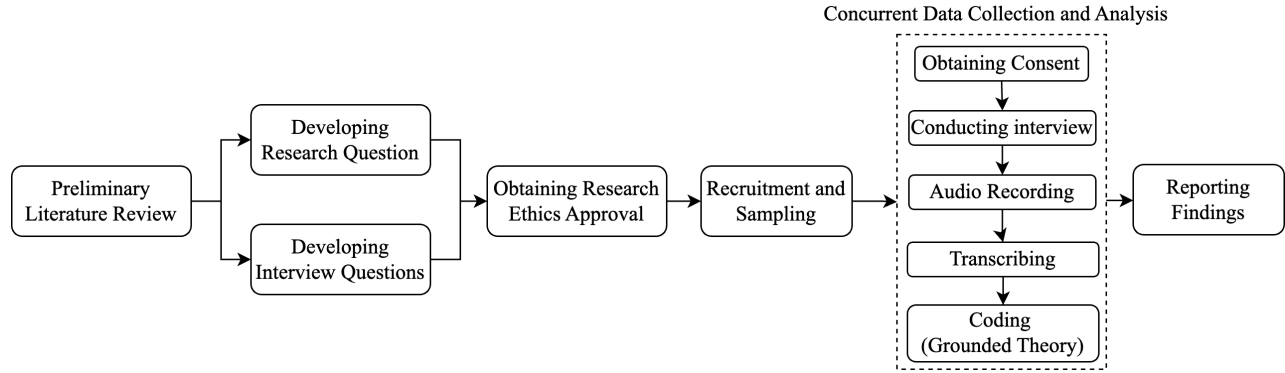 Concurrent Data Collection and Analysis
Preliminary
Literature Review
Developing
Research Question
Developing
Interview Questions
Obtaining Research
Ethics Approval
Recruitment and
Sampling
Obtaining Consent
Conducting interview
Audio Recording
Transcribing
Coding
(Grounded Theory)
Reporting
Findings